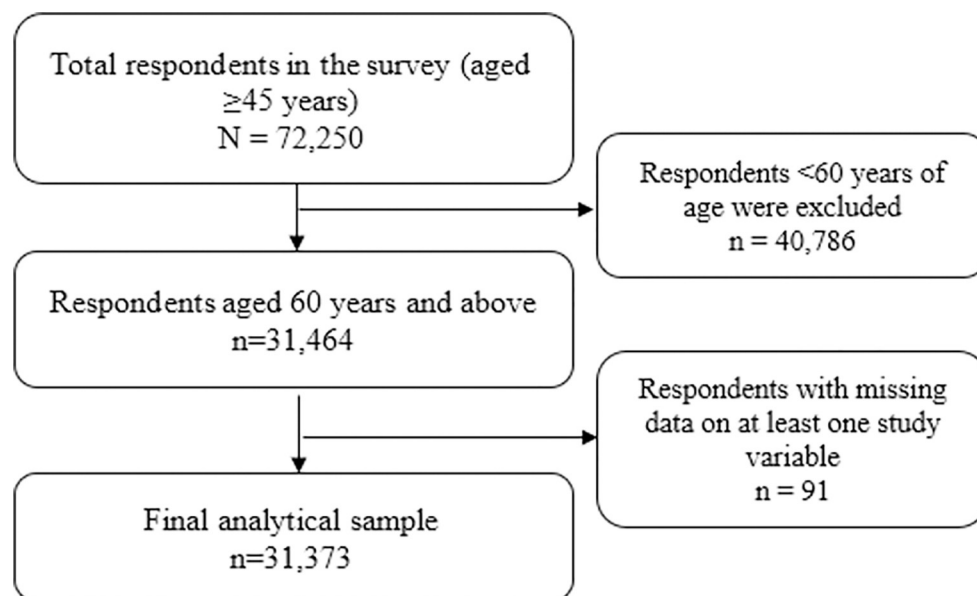 Total respondents in the survey (aged
≥45 years)
N = 72,250
Respondents <60 years of
age were excluded
n = 40,786
Respondents aged 60 years and above
n=31,464
Respondents with missing
data on at least one study
variable
n = 91
Final analytical sample
n=31,373